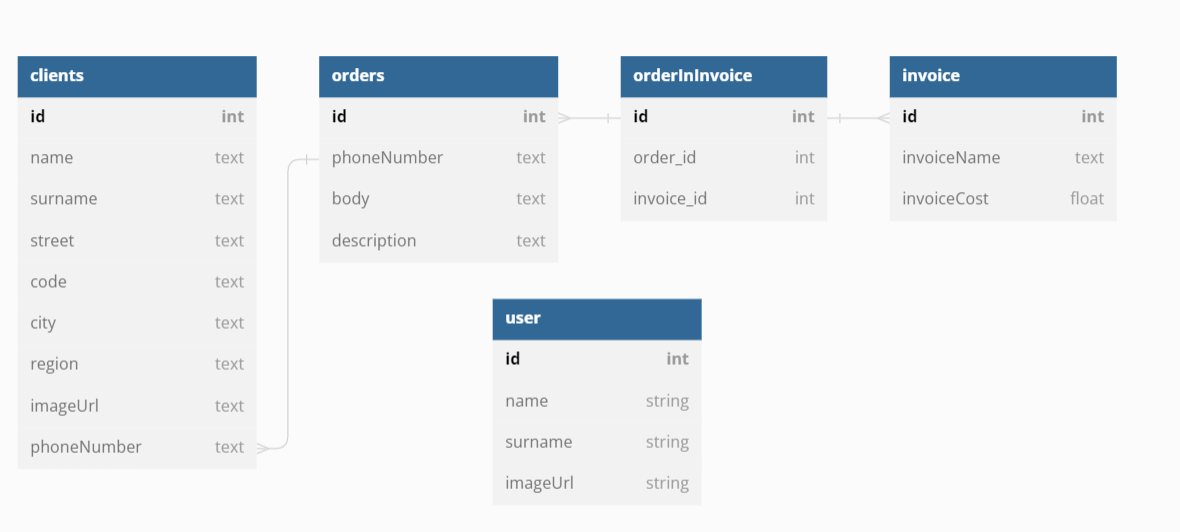 clients
id int
name text
surname text
street text
code text
city text
region text
imageUrl text
phoneNumber text
orders
id int
phoneNumber text
body text
description text
orderInInvoice
id int
order_id int
invoice_id int
invoice
id int
invoiceName text
invoiceCost float
user
id int
name string
surname string
imageUrl string